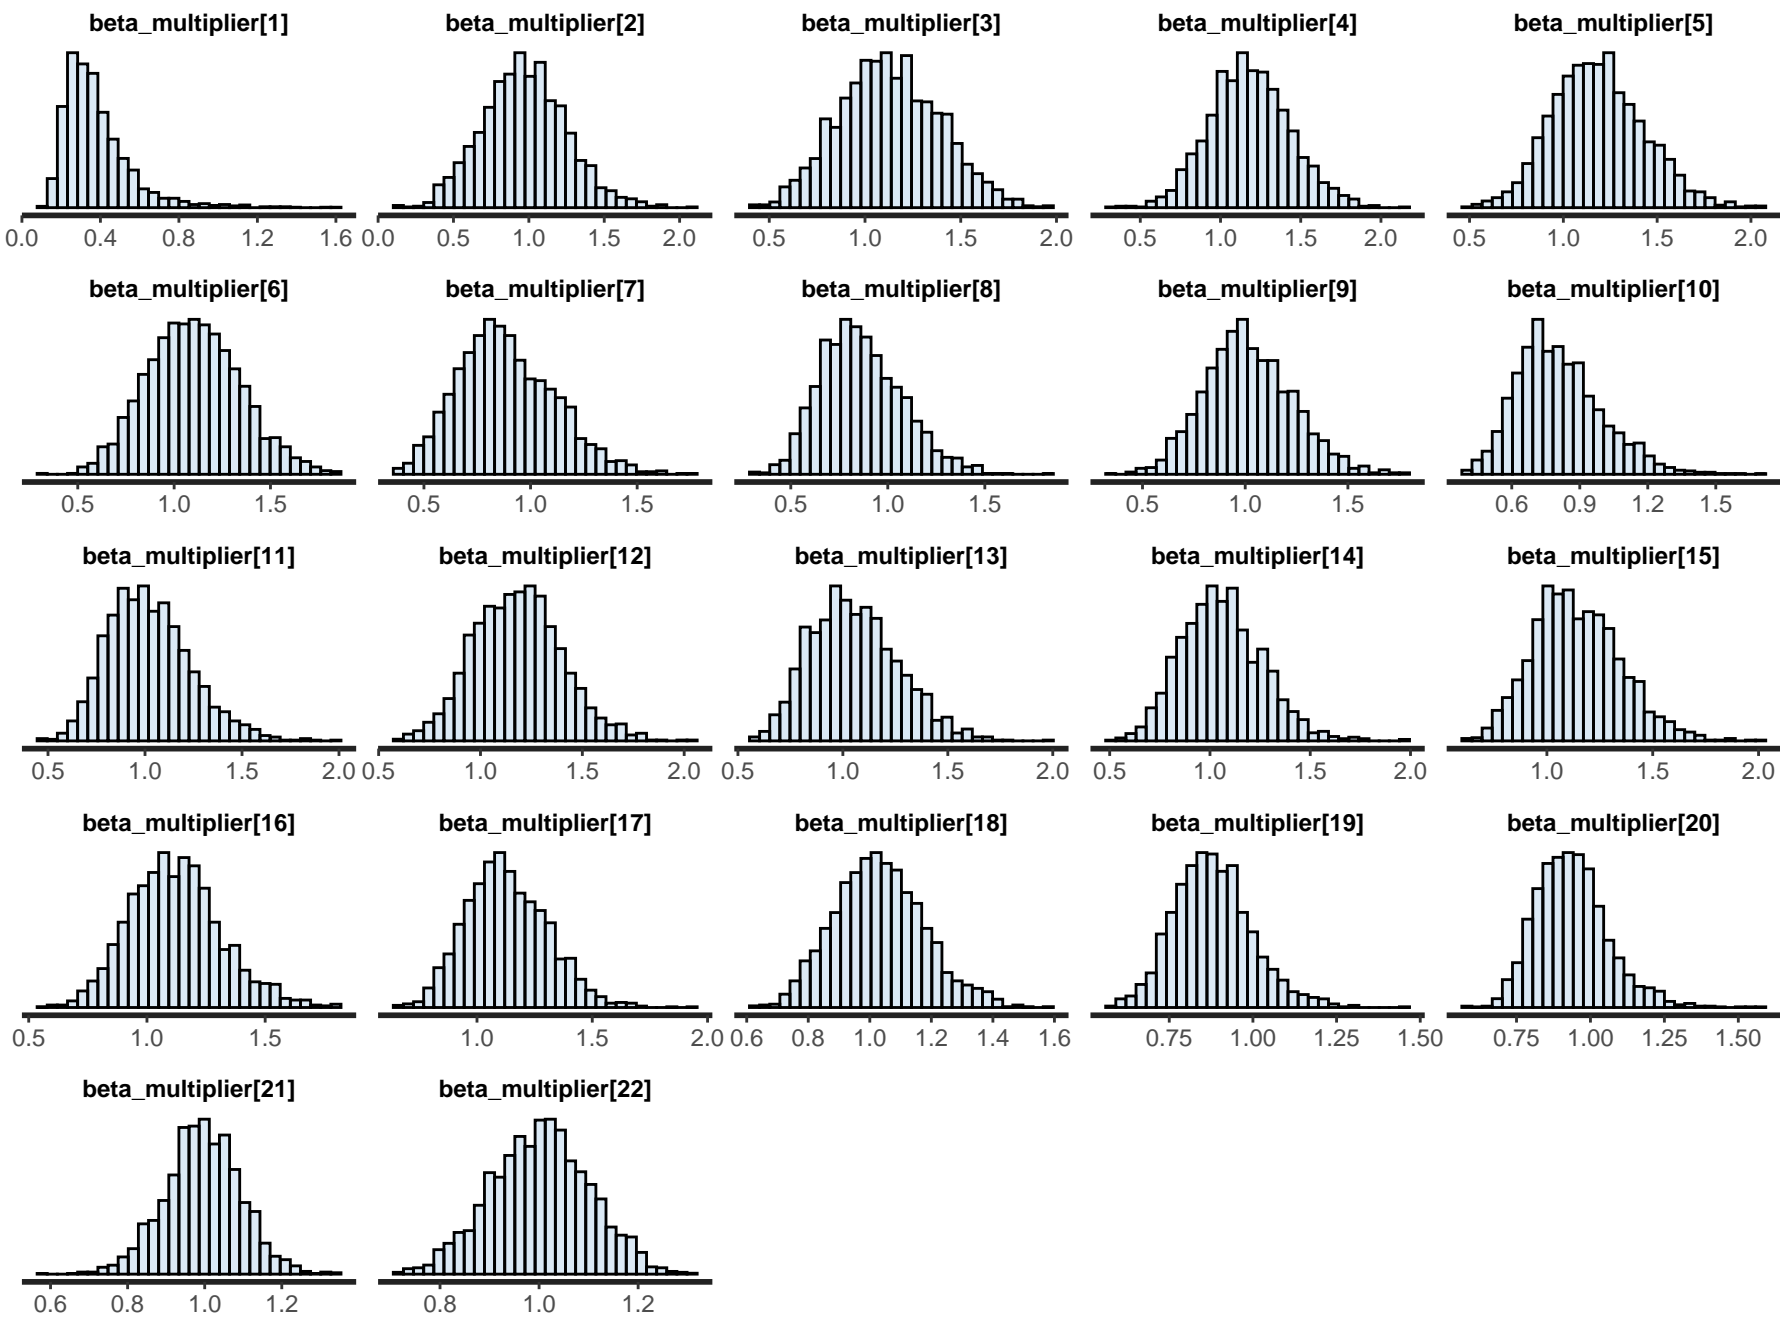 beta_multiplier[1] beta_multiplier[2] beta_multiplier[3] beta_multiplier[4] beta_multiplier[5]
0.0 0.4 0.8 1.2 1.6 0.0 0.5 1.0 1.5 2.0 0.5 1.0 1.5 2.0 0.5 1.0 1.5 2.0 0.5 1.0 1.5 2.0
beta_multiplier[6] beta_multiplier[7] beta_multiplier[8] beta_multiplier[9] beta_multiplier[10]
0.5 1.0 1.5 0.5 1.0 1.5 0.5 1.0 1.5 0.5 1.0 1.5 0.6 0.9 1.2 1.5
beta_multiplier[11] beta_multiplier[12] beta_multiplier[13] beta_multiplier[14] beta_multiplier[15]
0.5 1.0 1.5 2.0 0.5 1.0 1.5 2.0 0.5 1.0 1.5 2.0 0.5 1.0 1.5 2.0 1.0 1.5 2.0
beta_multiplier[16] beta_multiplier[17] beta_multiplier[18] beta_multiplier[19] beta_multiplier[20]
0.5 1.0 1.5 1.0 1.5 2.0 0.6 0.8 1.0 1.2 1.4 1.6 0.75 1.00 1.25 1.50 0.75 1.00 1.25 1.50
beta_multiplier[21] beta_multiplier[22]
0.6 0.8 1.0 1.2 0.8 1.0 1.2